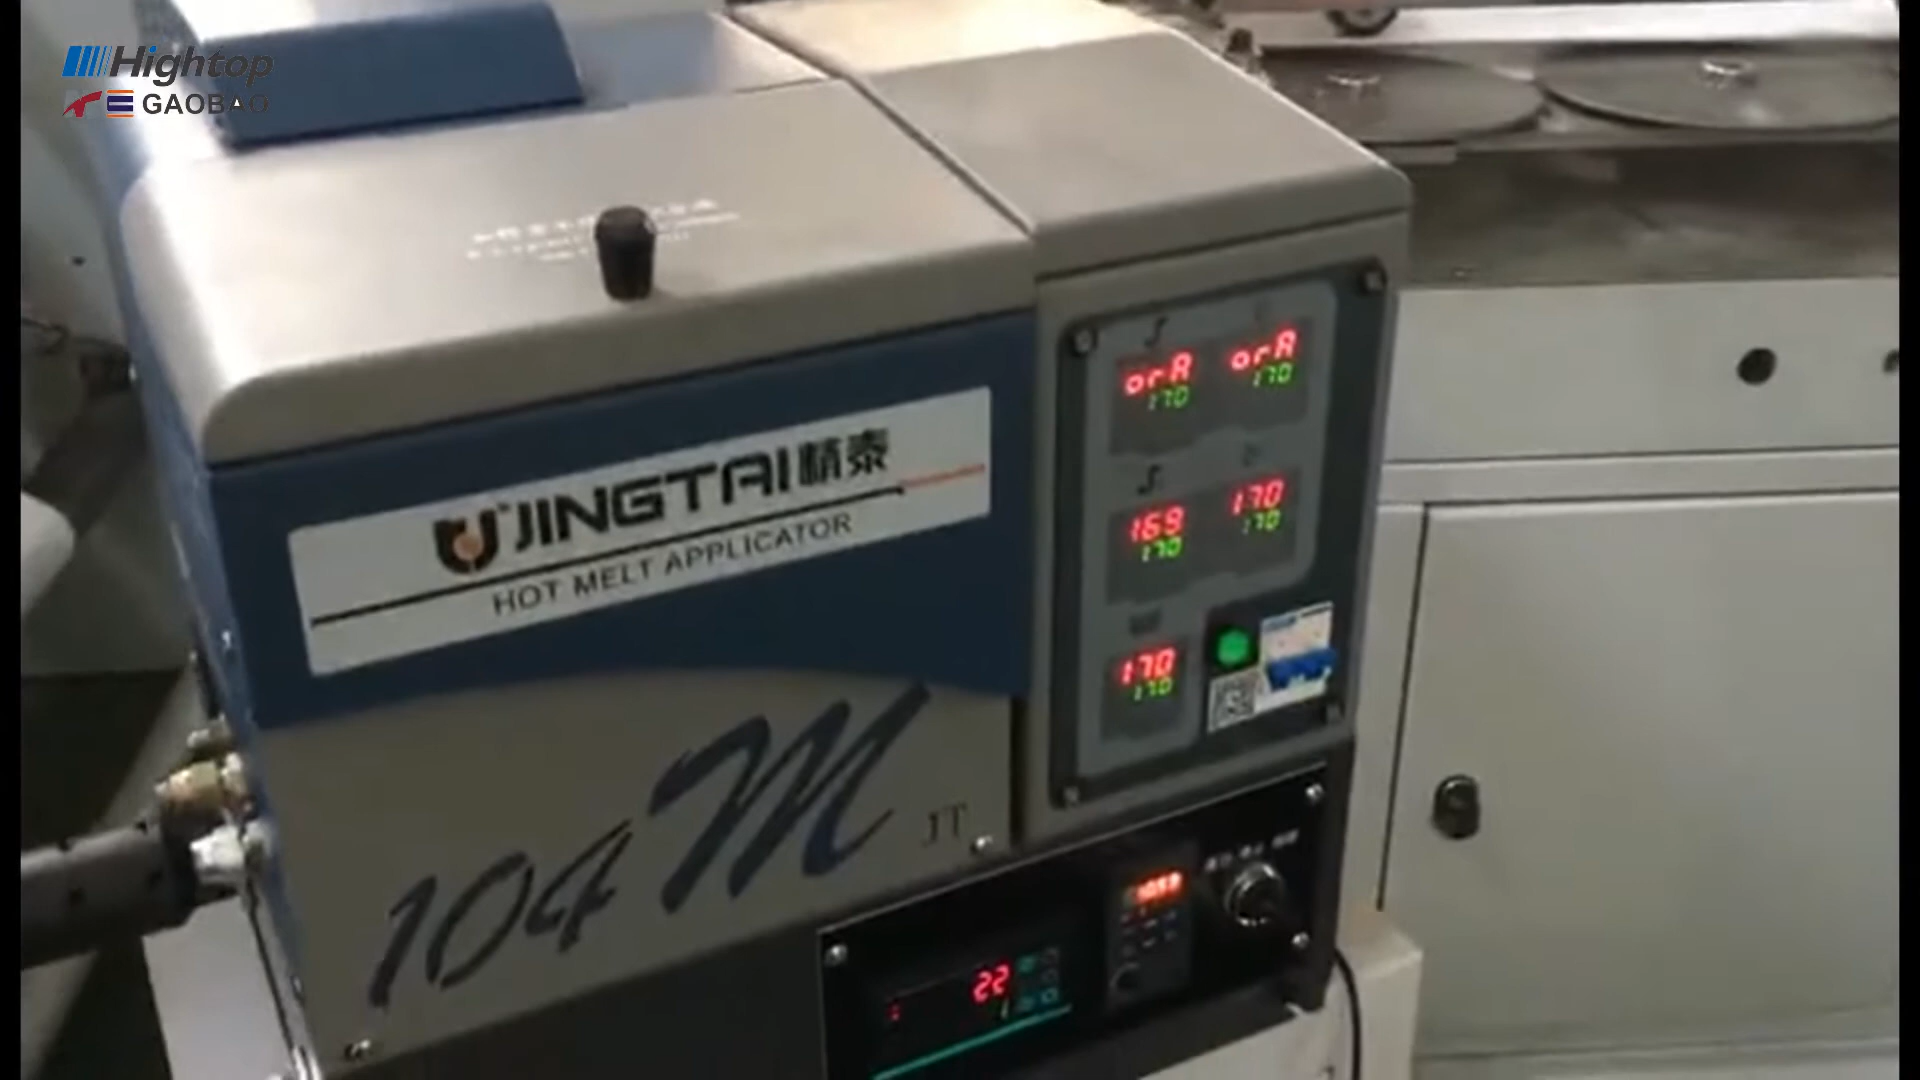 Hightop
GAOBAO
orA orA
170 170
JINGTAI精泰
HOT MELT APPLICATOR
169 170
170 170
170
170
104M
JT
22
1